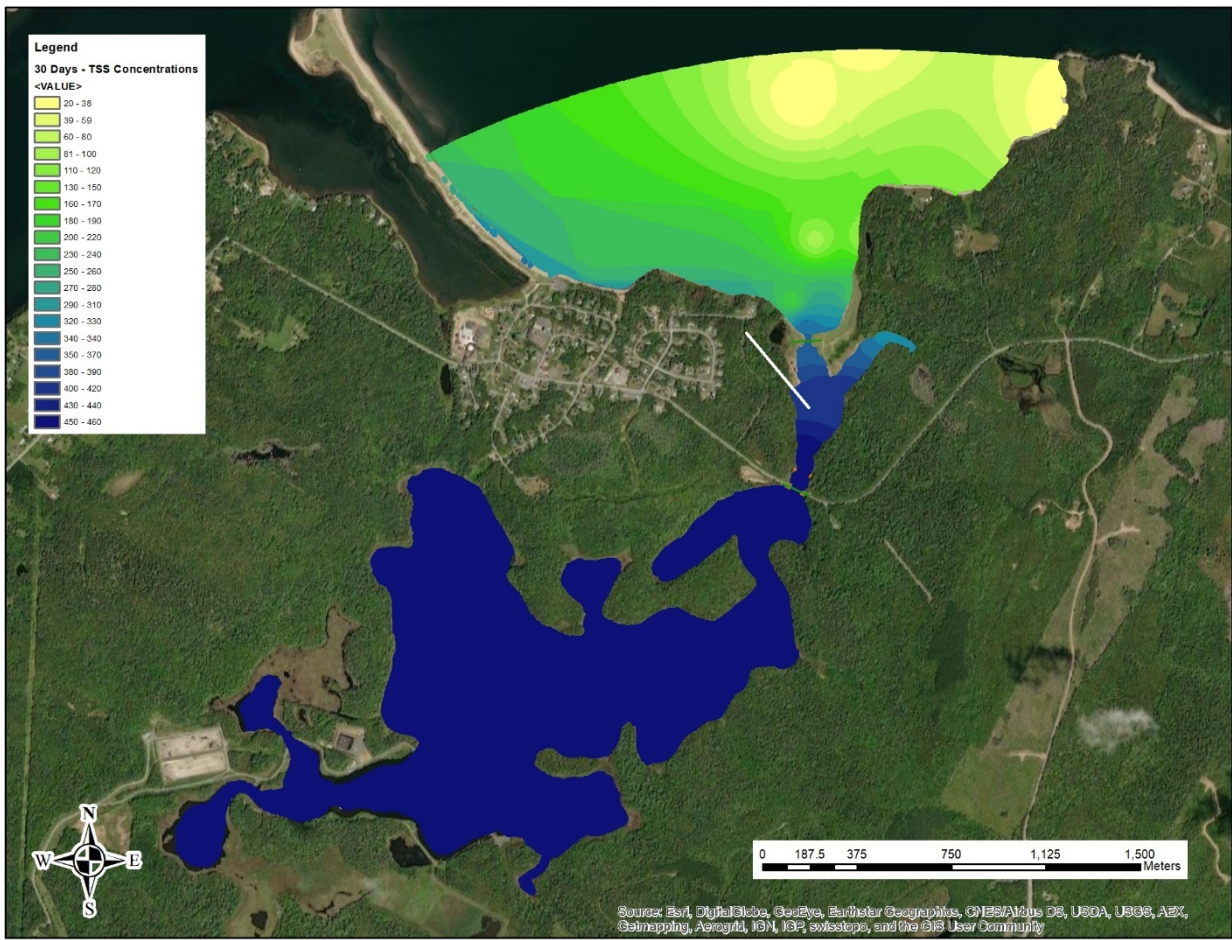 Legend
30 Days - TSS Concentrations
<VALUE>
20 - 38
39 - 59
60 - 80
81 - 100
110 - 120
130 - 150
160 - 170
180 - 190
200 - 220
230 - 240
250 - 260
270 - 280
290 - 310
320 - 330
340 - 340
350 - 370
380 - 390
400 - 420
430 - 440
450 - 460
N
W E
S
0 187.5 375 750 1,125 1,500
Meters
Source: Esri, DigitalGlobe, GeoEye, Earthstar Geographics, CNES/Airbus DS, USDA, USGS, AEX,
Getmapping, Aerogrid, IGN, IGP, swisstopo, and the GIS User Community